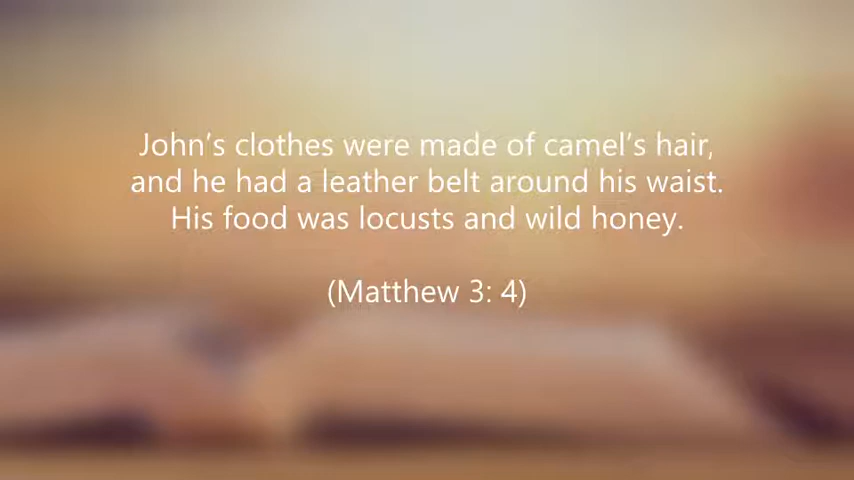 John’s clothes were made of camel’s hair,
and he had a leather belt around his waist.
His food was locusts and wild honey.
(Matthew 3: 4)